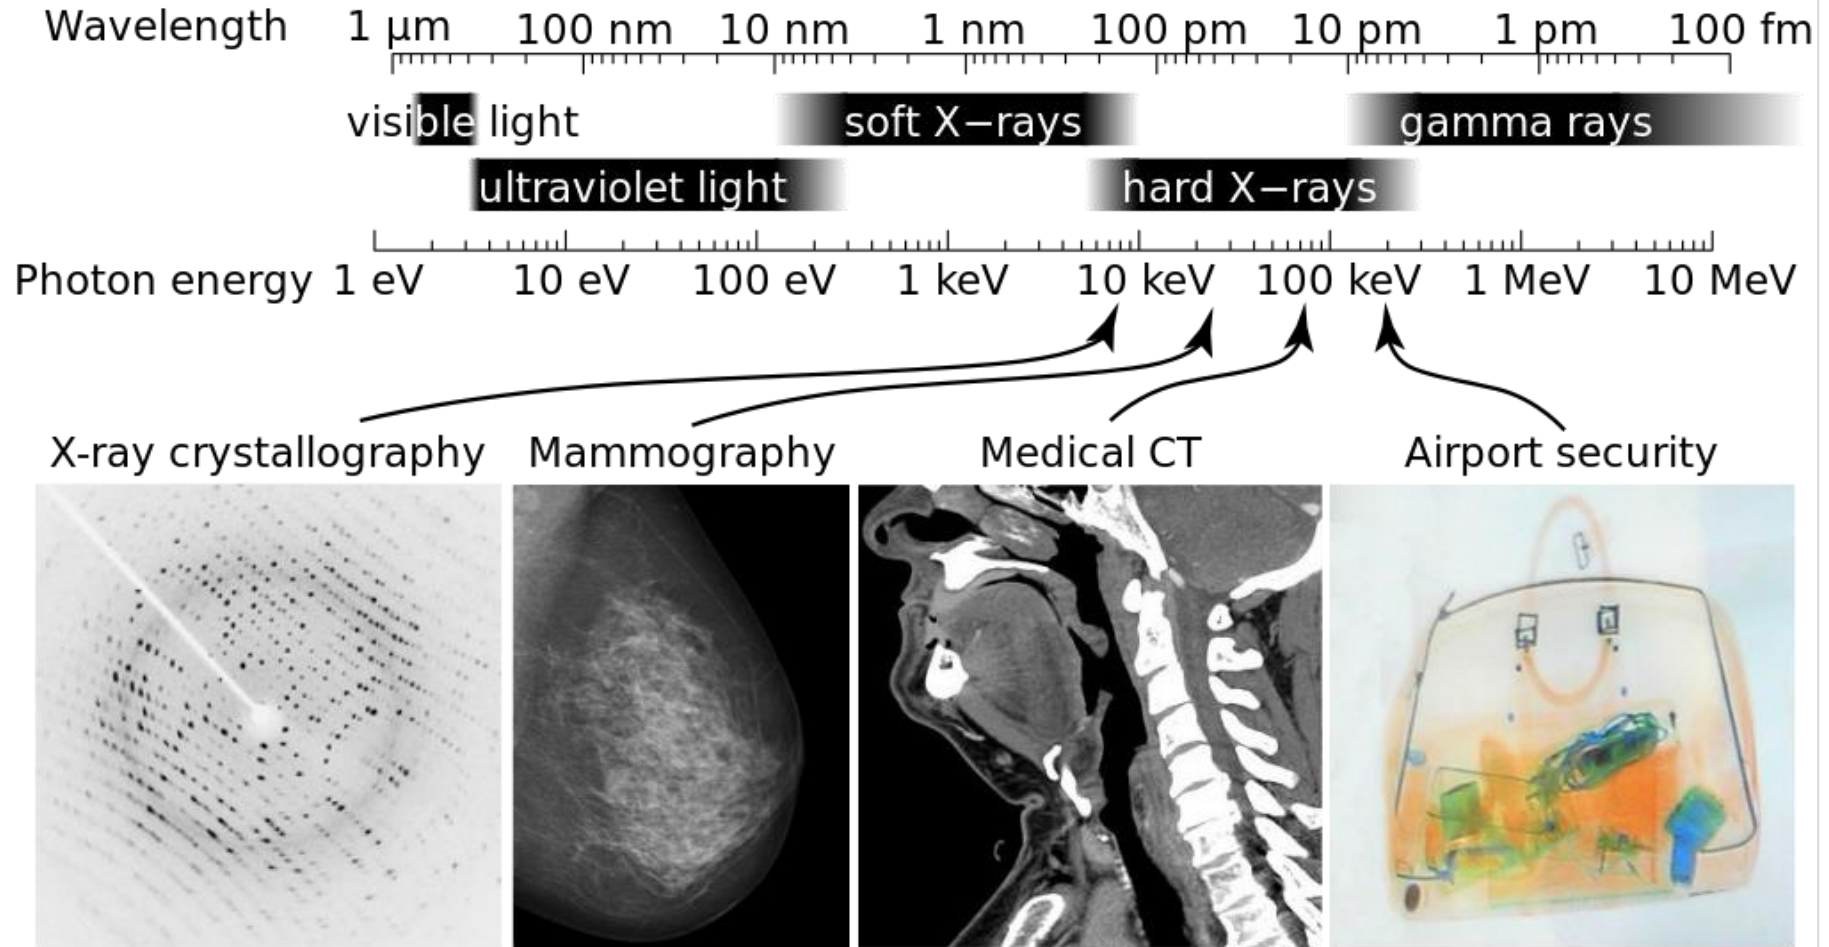 Wavelength 1 µm 100 nm 10 nm 1 nm 100 pm 10 pm 1 pm 100 fm
visible light soft X−rays gamma rays
ultraviolet light hard X−rays
Photon energy 1 eV 10 eV 100 eV 1 keV 10 keV 100 keV 1 MeV 10 MeV
X-ray crystallography Mammography Medical CT Airport security